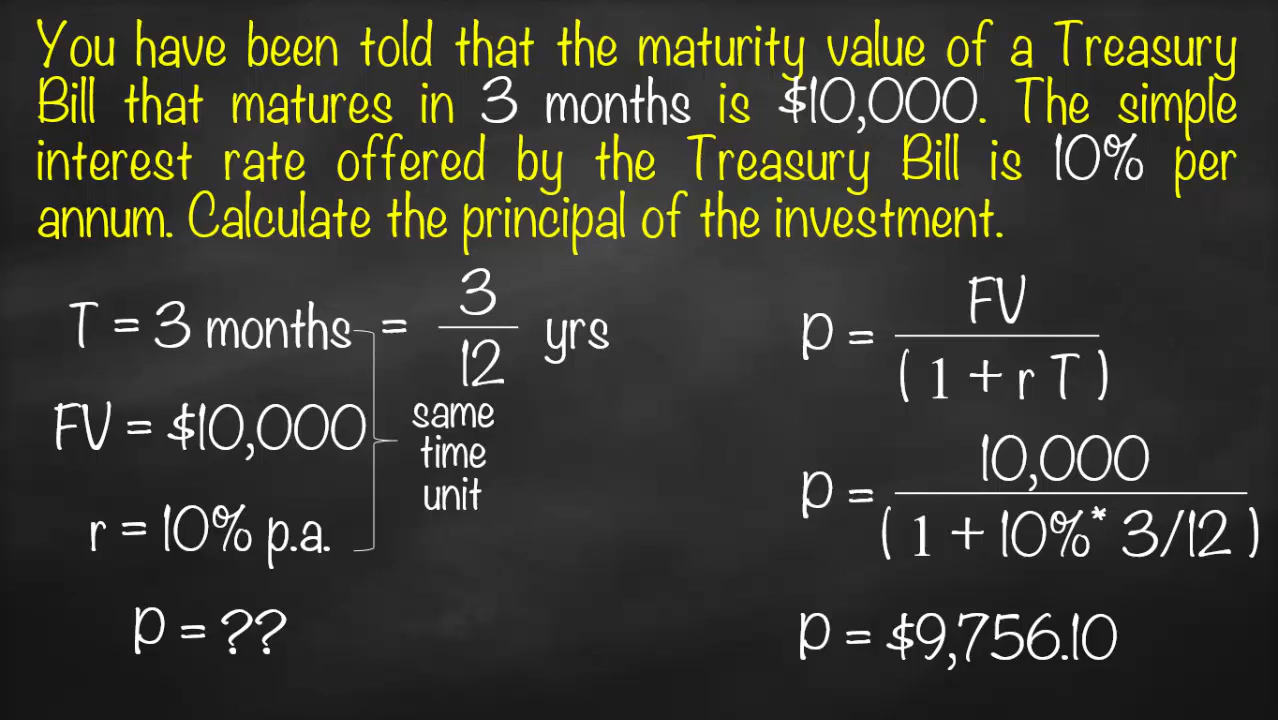 You have been told that the maturity value of a Treasury
Bill that matures in 3 months is $10,000. The simple
interest rate offered by the Treasury Bill is 10% per
annum. Calculate the principal of the investment.
T = 3 months = 3/12 yrs
FV = $10,000
same
time
unit
r = 10% p.a.
P = ??
P = FV
( 1 + r T )
P = 10,000
( 1 + 10%* 3/12 )
P = $9,756.10